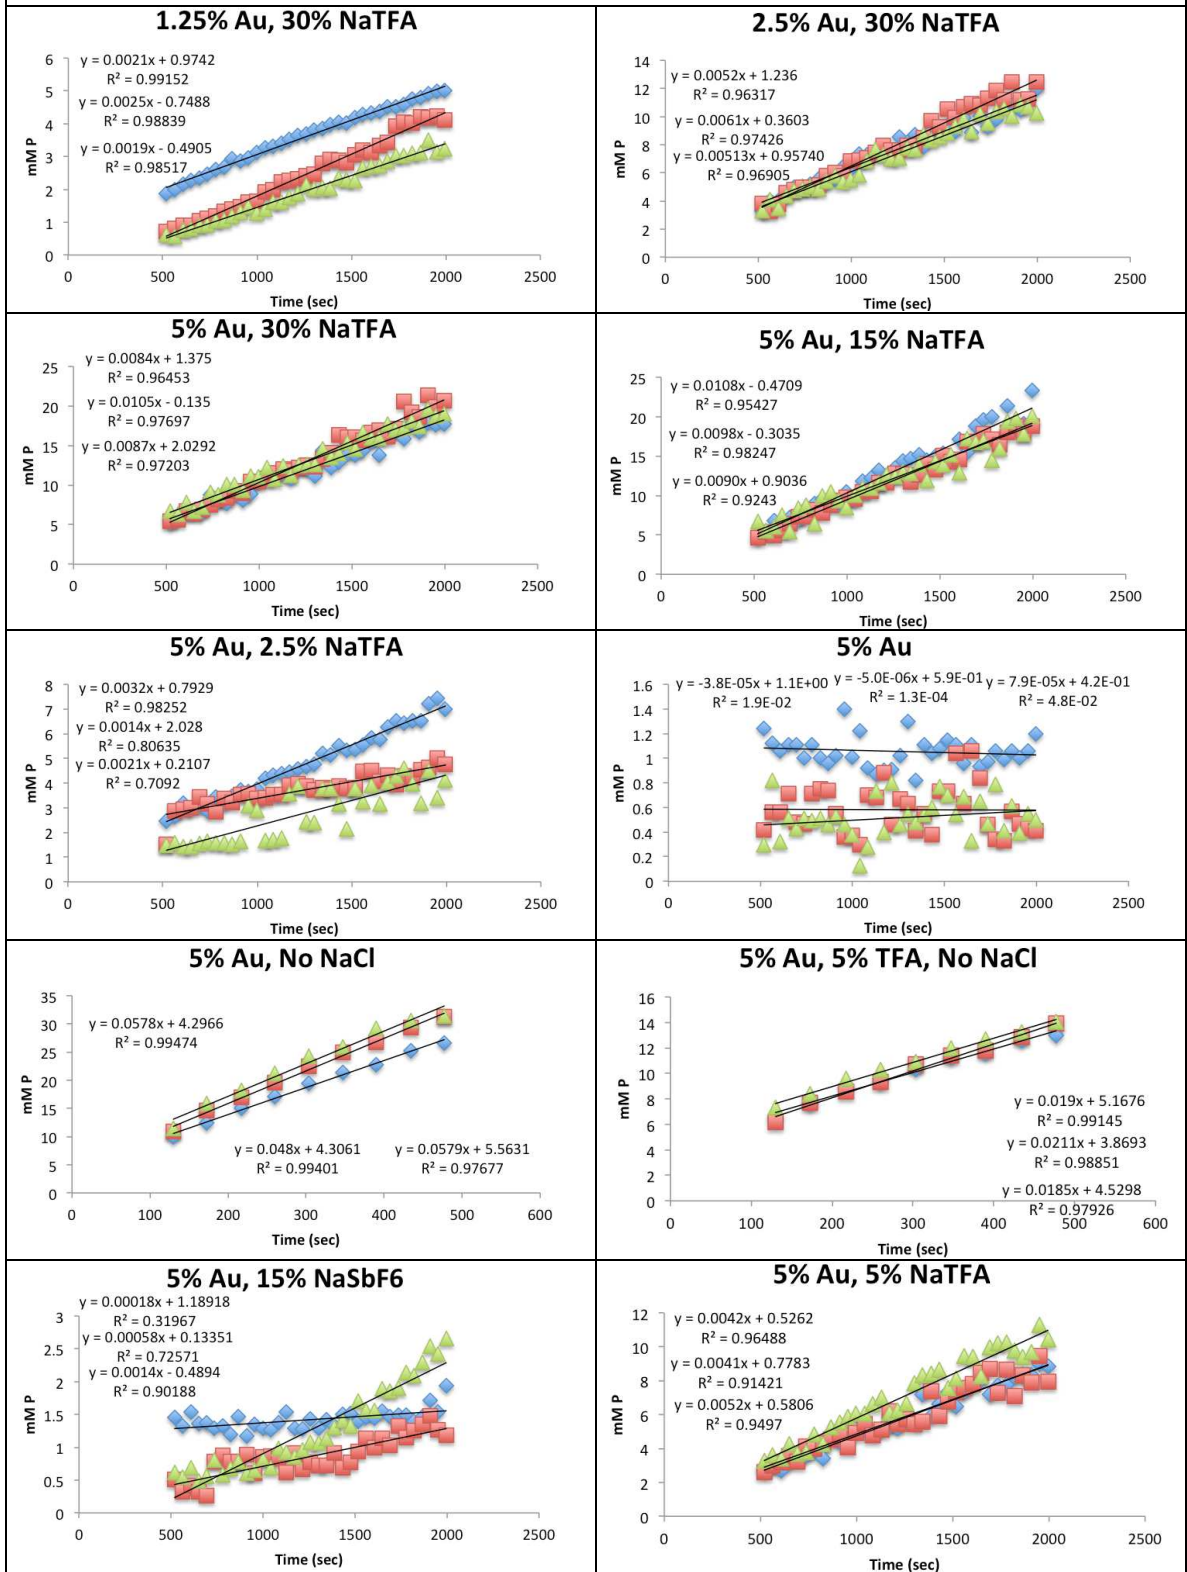 1.25% Au, 30% NaTFA
y = 0.0021x + 0.9742
R² = 0.99152
y = 0.0025x - 0.7488
R² = 0.98839
y = 0.0019x - 0.4905
R² = 0.98517
6
5
4
3
2
1
0
mM P
0 500 1000 1500 2000 2500
Time (sec)
2.5% Au, 30% NaTFA
y = 0.0052x + 1.236
R² = 0.96317
y = 0.0061x + 0.3603
R² = 0.97426
y = 0.00513x + 0.95740
R² = 0.96905
14
12
10
8
6
4
2
0
mM P
0 500 1000 1500 2000 2500
Time (sec)
5% Au, 30% NaTFA
y = 0.0084x + 1.375
R² = 0.96453
y = 0.0105x - 0.135
R² = 0.97697
y = 0.0087x + 2.0292
R² = 0.97203
25
20
15
10
5
0
mM P
0 500 1000 1500 2000 2500
Time (sec)
5% Au, 15% NaTFA
y = 0.0108x - 0.4709
R² = 0.95427
y = 0.0098x - 0.3035
R² = 0.98247
y = 0.0090x + 0.9036
R² = 0.9243
25
20
15
10
5
0
mM P
0 500 1000 1500 2000 2500
Time (sec)
5% Au, 2.5% NaTFA
y = 0.0032x + 0.7929
R² = 0.98252
y = 0.0014x + 2.028
R² = 0.80635
y = 0.0021x + 0.2107
R² = 0.7092
8
7
6
5
4
3
2
1
0
mM P
0 500 1000 1500 2000 2500
Time (sec)
5% Au
y = -3.8E-05x + 1.1E+00
R² = 1.9E-02
y = -5.0E-06x + 5.9E-01
R² = 1.3E-04
y = 7.9E-05x + 4.2E-01
R² = 4.8E-02
1.6
1.4
1.2
1
0.8
0.6
0.4
0.2
0
mM P
0 500 1000 1500 2000 2500
Time (sec)
5% Au, No NaCl
y = 0.0578x + 4.2966
R² = 0.99474
y = 0.048x + 4.3061
R² = 0.99401
y = 0.0579x + 5.5631
R² = 0.97677
35
30
25
20
15
10
5
0
mM P
0 100 200 300 400 500 600
Time (sec)
5% Au, 5% TFA, No NaCl
y = 0.019x + 5.1676
R² = 0.99145
y = 0.0211x + 3.8693
R² = 0.98851
y = 0.0185x + 4.5298
R² = 0.97926
16
14
12
10
8
6
4
2
0
mM P
0 100 200 300 400 500 600
Time (sec)
5% Au, 15% NaSbF6
y = 0.00018x + 1.18918
R² = 0.31967
y = 0.00058x + 0.13351
R² = 0.72571
y = 0.0014x - 0.4894
R² = 0.90188
3
2.5
2
1.5
1
0.5
0
mM P
0 500 1000 1500 2000 2500
Time (sec)
5% Au, 5% NaTFA
y = 0.0042x + 0.5262
R² = 0.96488
y = 0.0041x + 0.7783
R² = 0.91421
y = 0.0052x + 0.5806
R² = 0.9497
12
10
8
6
4
2
0
mM P
0 500 1000 1500 2000 2500
Time (sec)